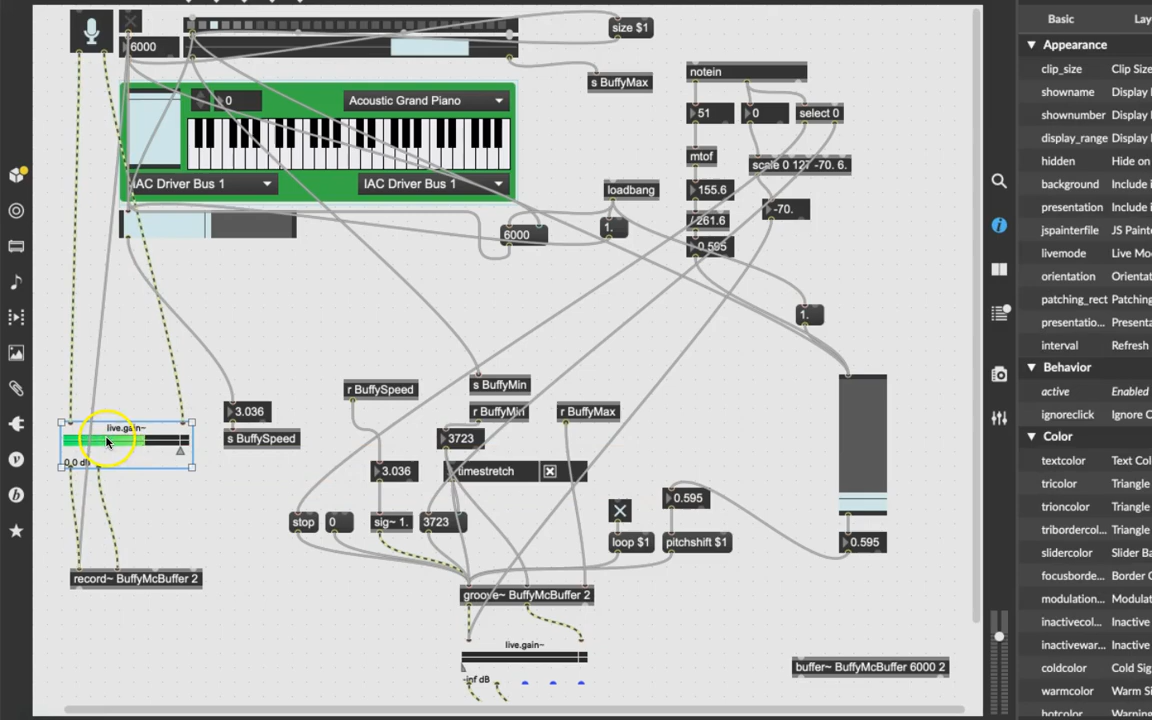 size $1
6000
s BuffyMax
0
Acoustic Grand Piano
IAC Driver Bus 1
IAC Driver Bus 1
notein
51
0
select 0
mtof
scale 0 127 -70. 6.
155.6
-70.
/ 261.6
0.595
loadbang
6000
1.
1.
live.gain~
0.0 dB
3.036
s BuffySpeed
r BuffySpeed
s BuffyMin
r BuffyMin
r BuffyMax
3723
3.036
timestretch
0.595
stop
0
sig~ 1.
3723
loop $1
pitchshift $1
0.595
record~ BuffyMcBuffer 2
groove~ BuffyMcBuffer 2
live.gain~
-inf dB
buffer~ BuffyMcBuffer 6000 2
Basic
Lay
Appearance
clip_size Clip Size
showname Display
shownumber Display
display_range Display
hidden Hide on
background Include i
presentation Include i
jspainterfile JS Painte
livemode Live Mo
orientation Orientat
patching_rect Patching
presentatio... Presenta
interval Refresh
Behavior
active Enabled
ignoreclick Ignore C
Color
textcolor Text Col
tricolor Triangle
trioncolor Triangle
tribordercol... Triangle
slidercolor Slider Ba
focusborde... Border C
modulation... Modulat
inactivecol... Inactive
inactivewar... Inactive
coldcolor Cold Sig
warmcolor Warm S
hotcolor